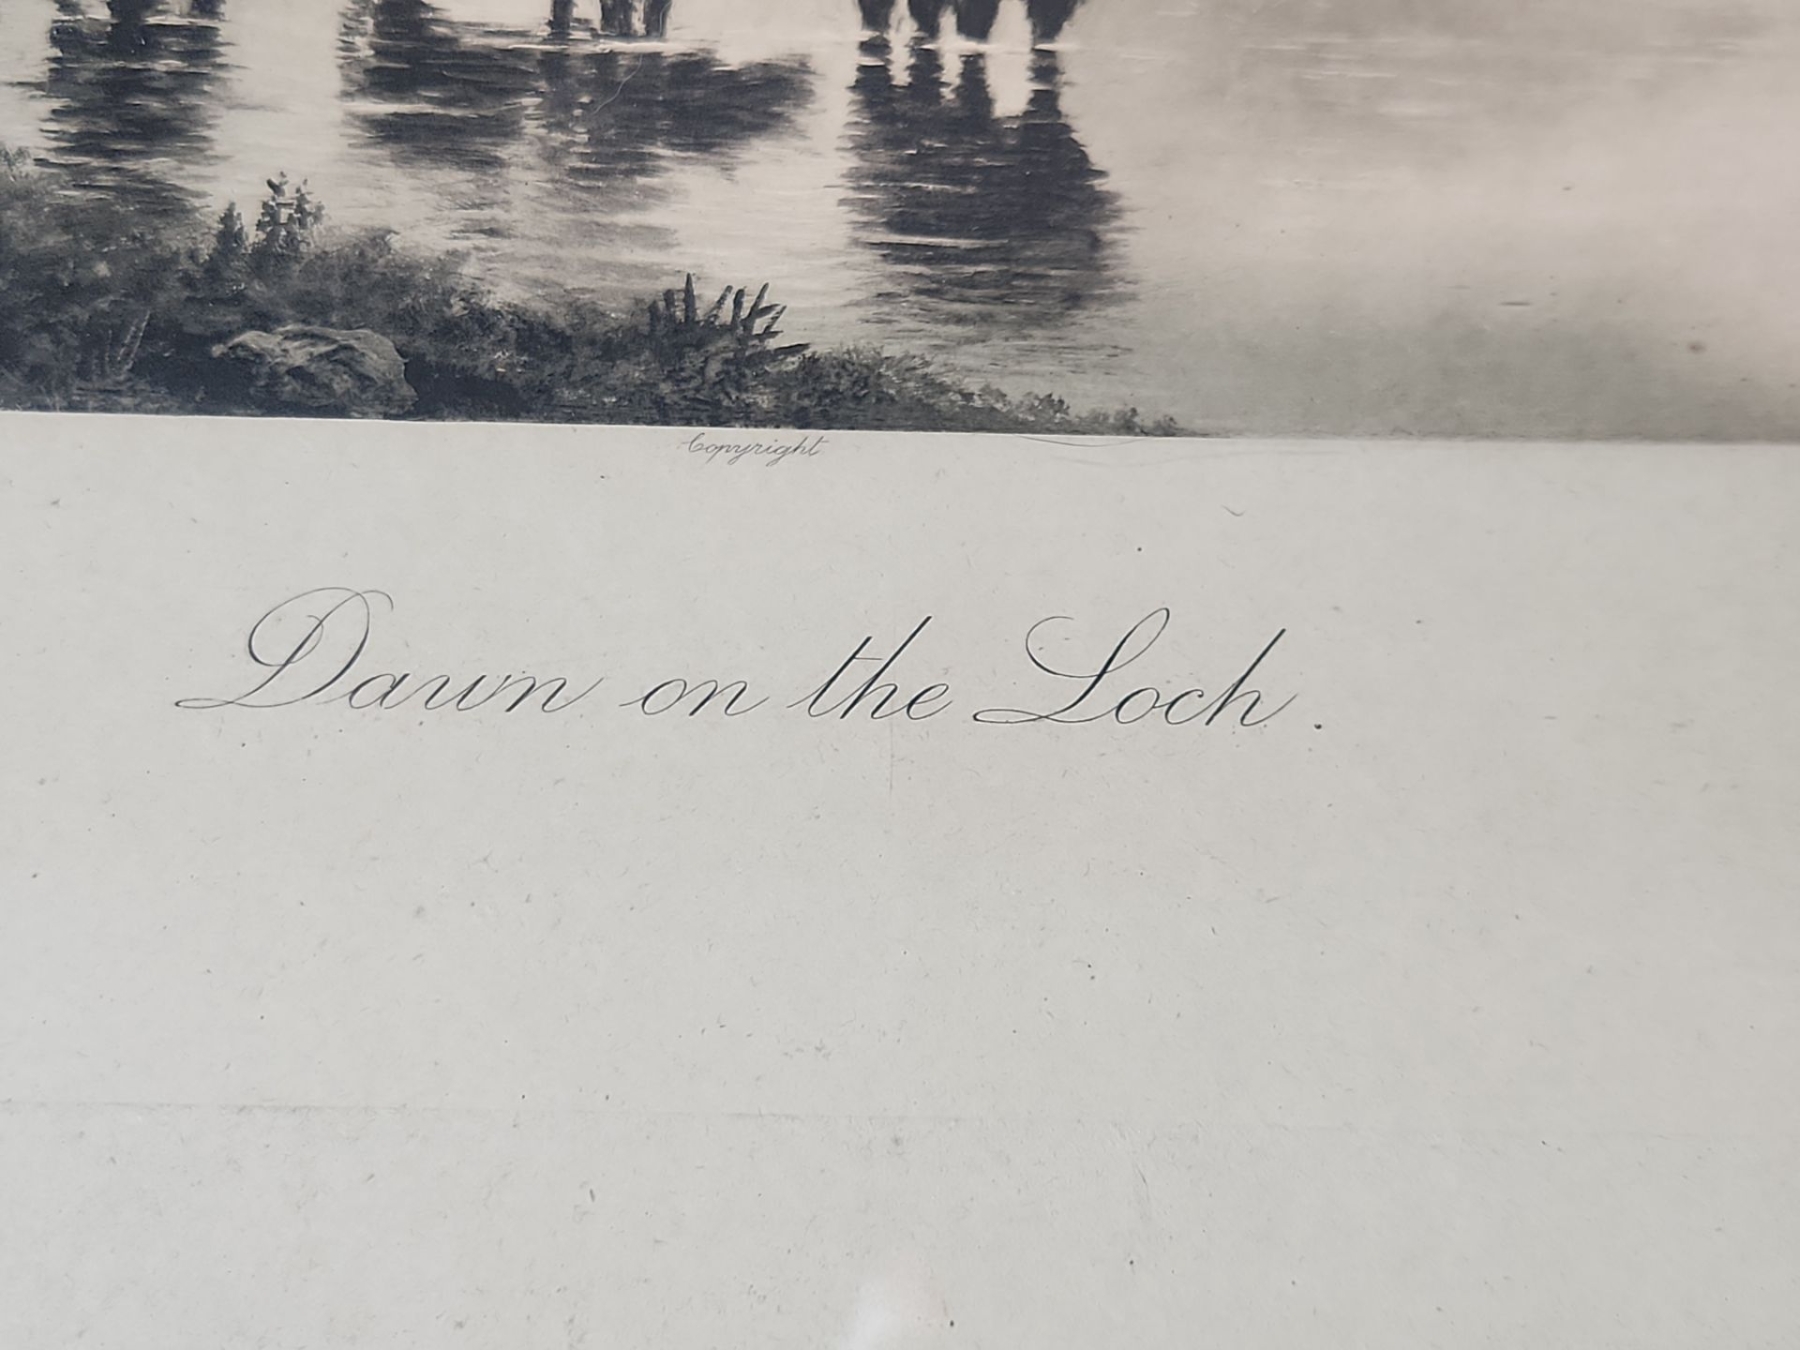 Copyright
Dawn on the Loch.